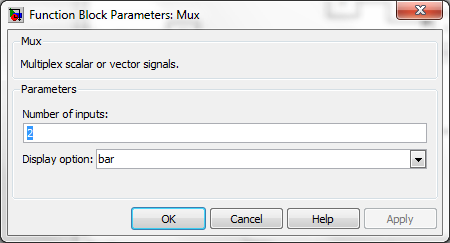 Function Block Parameters: Mux
Mux
Multiplex scalar or vector signals.
Parameters
Number of inputs:
2
Display option: bar
OK Cancel Help Apply